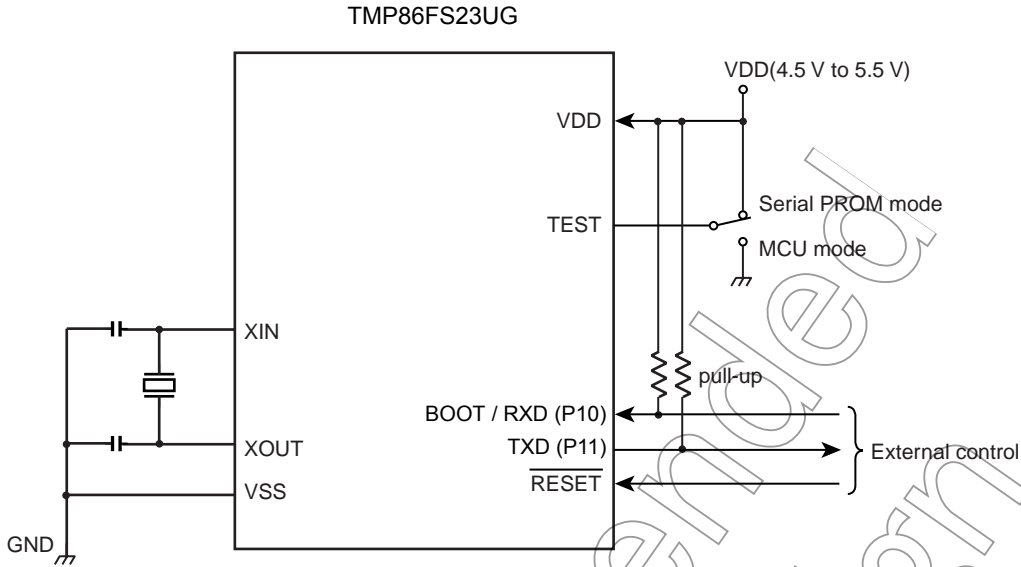 TMP86FS23UG
VDD(4.5 V to 5.5 V)
VDD
Serial PROM mode
TEST
MCU mode
XIN
pull-up
BOOT / RXD (P10)
XOUT
TXD (P11)
External control
RESET
VSS
GND